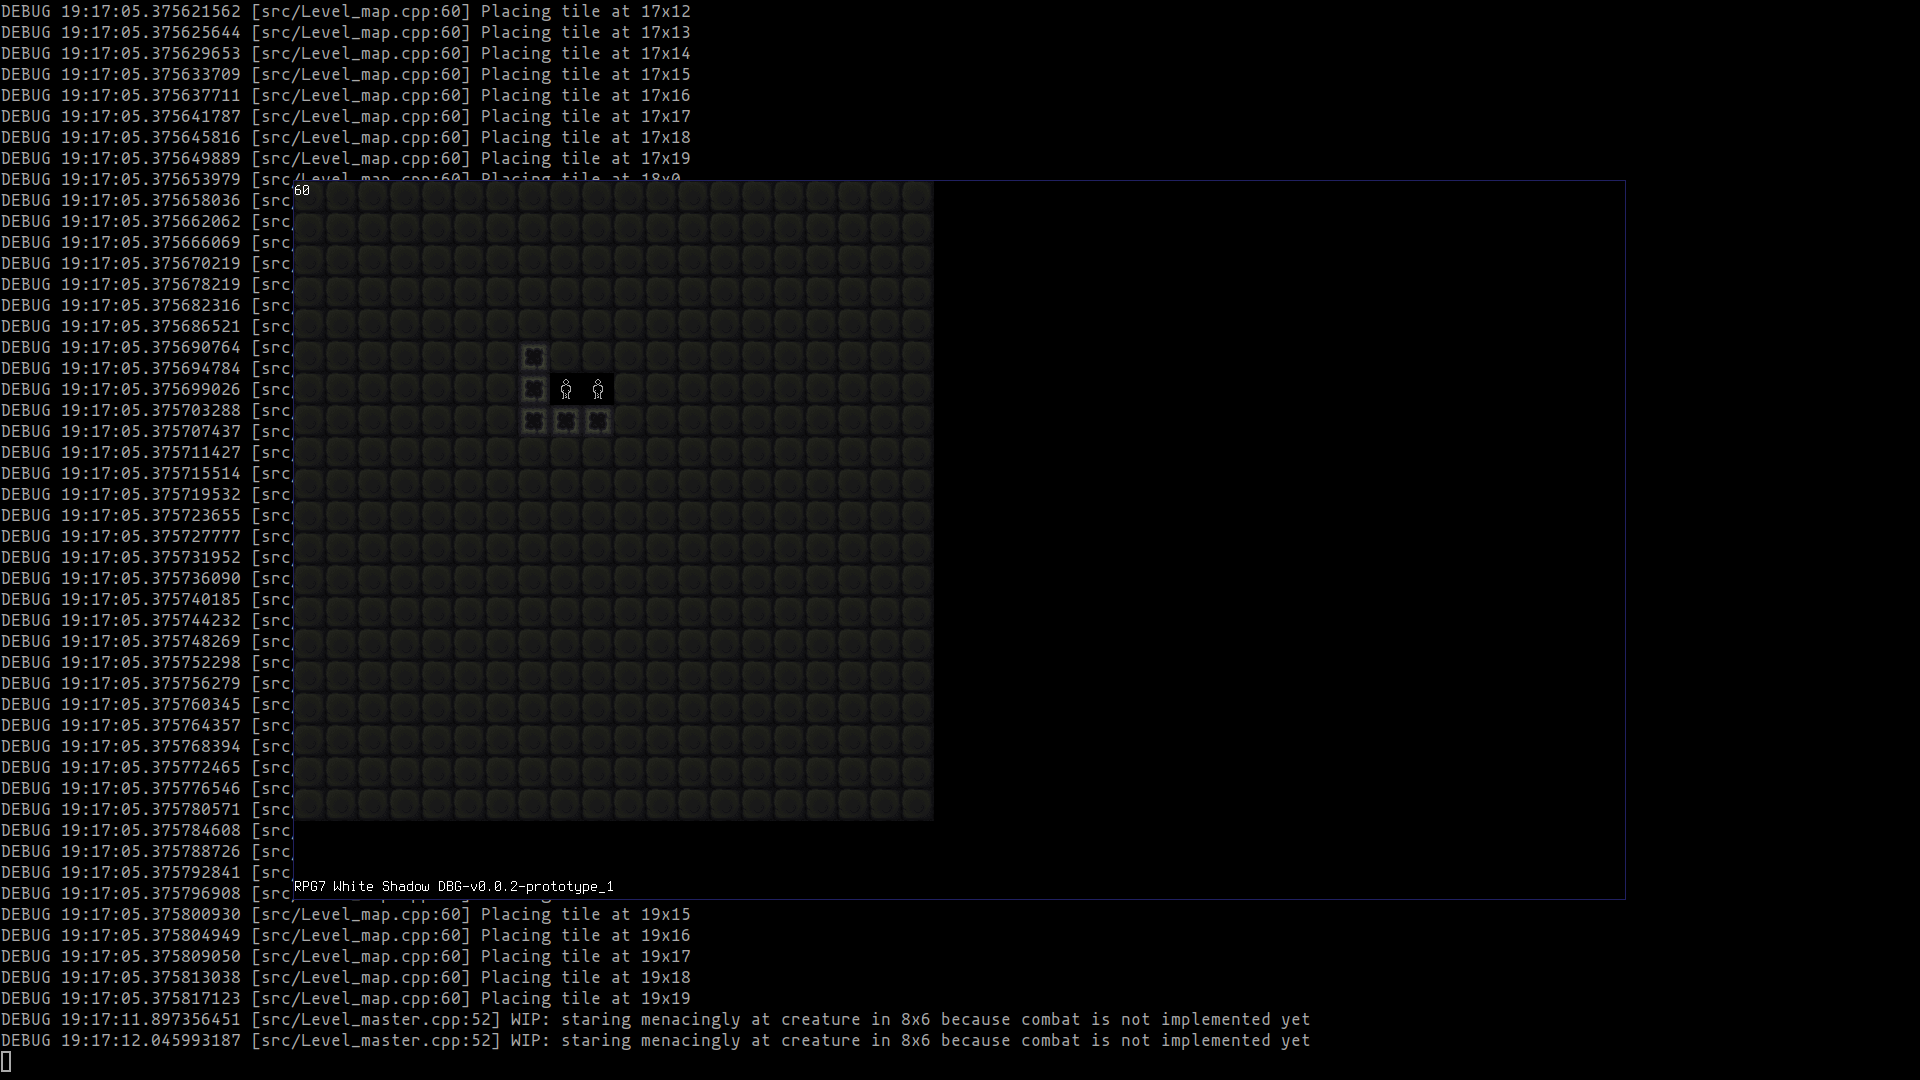 DEBUG 19:17:05.375621562 [src/Level_map.cpp:60] Placing tile at 17x12
DEBUG 19:17:05.375625644 [src/Level_map.cpp:60] Placing tile at 17x13
DEBUG 19:17:05.375629653 [src/Level_map.cpp:60] Placing tile at 17x14
DEBUG 19:17:05.375633709 [src/Level_map.cpp:60] Placing tile at 17x15
DEBUG 19:17:05.375637711 [src/Level_map.cpp:60] Placing tile at 17x16
DEBUG 19:17:05.375641787 [src/Level_map.cpp:60] Placing tile at 17x17
DEBUG 19:17:05.375645816 [src/Level_map.cpp:60] Placing tile at 17x18
DEBUG 19:17:05.375649889 [src/Level_map.cpp:60] Placing tile at 17x19
DEBUG 19:17:05.375653979 [src/Level_map.cpp:60] Placing tile at 18x0
60
DEBUG 19:17:05.375658036 [src/
DEBUG 19:17:05.375662062 [src/
DEBUG 19:17:05.375666069 [src/
DEBUG 19:17:05.375670219 [src/
DEBUG 19:17:05.375678219 [src/
DEBUG 19:17:05.375682316 [src/
DEBUG 19:17:05.375686521 [src/
DEBUG 19:17:05.375690764 [src/
DEBUG 19:17:05.375694784 [src/
DEBUG 19:17:05.375699026 [src/
DEBUG 19:17:05.375703288 [src/
DEBUG 19:17:05.375707437 [src/
DEBUG 19:17:05.375711427 [src/
DEBUG 19:17:05.375715514 [src/
DEBUG 19:17:05.375719532 [src/
DEBUG 19:17:05.375723655 [src/
DEBUG 19:17:05.375727777 [src/
DEBUG 19:17:05.375731952 [src/
DEBUG 19:17:05.375736090 [src/
DEBUG 19:17:05.375740185 [src/
DEBUG 19:17:05.375744232 [src/
DEBUG 19:17:05.375748269 [src/
DEBUG 19:17:05.375752298 [src/
DEBUG 19:17:05.375756279 [src/
DEBUG 19:17:05.375760345 [src/
DEBUG 19:17:05.375764357 [src/
DEBUG 19:17:05.375768394 [src/
DEBUG 19:17:05.375772465 [src/
DEBUG 19:17:05.375776546 [src/
DEBUG 19:17:05.375780571 [src/
DEBUG 19:17:05.375784608 [src/
DEBUG 19:17:05.375788726 [src/
DEBUG 19:17:05.375792841 [src/
RPG7 White Shadow DBG-v0.0.2-prototype_1
DEBUG 19:17:05.375796908 [src/
DEBUG 19:17:05.375800930 [src/Level_map.cpp:60] Placing tile at 19x15
DEBUG 19:17:05.375804949 [src/Level_map.cpp:60] Placing tile at 19x16
DEBUG 19:17:05.375809050 [src/Level_map.cpp:60] Placing tile at 19x17
DEBUG 19:17:05.375813038 [src/Level_map.cpp:60] Placing tile at 19x18
DEBUG 19:17:05.375817123 [src/Level_map.cpp:60] Placing tile at 19x19
DEBUG 19:17:11.897356451 [src/Level_master.cpp:52] WIP: staring menacingly at creature in 8x6 because combat is not implemented yet
DEBUG 19:17:12.045993187 [src/Level_master.cpp:52] WIP: staring menacingly at creature in 8x6 because combat is not implemented yet